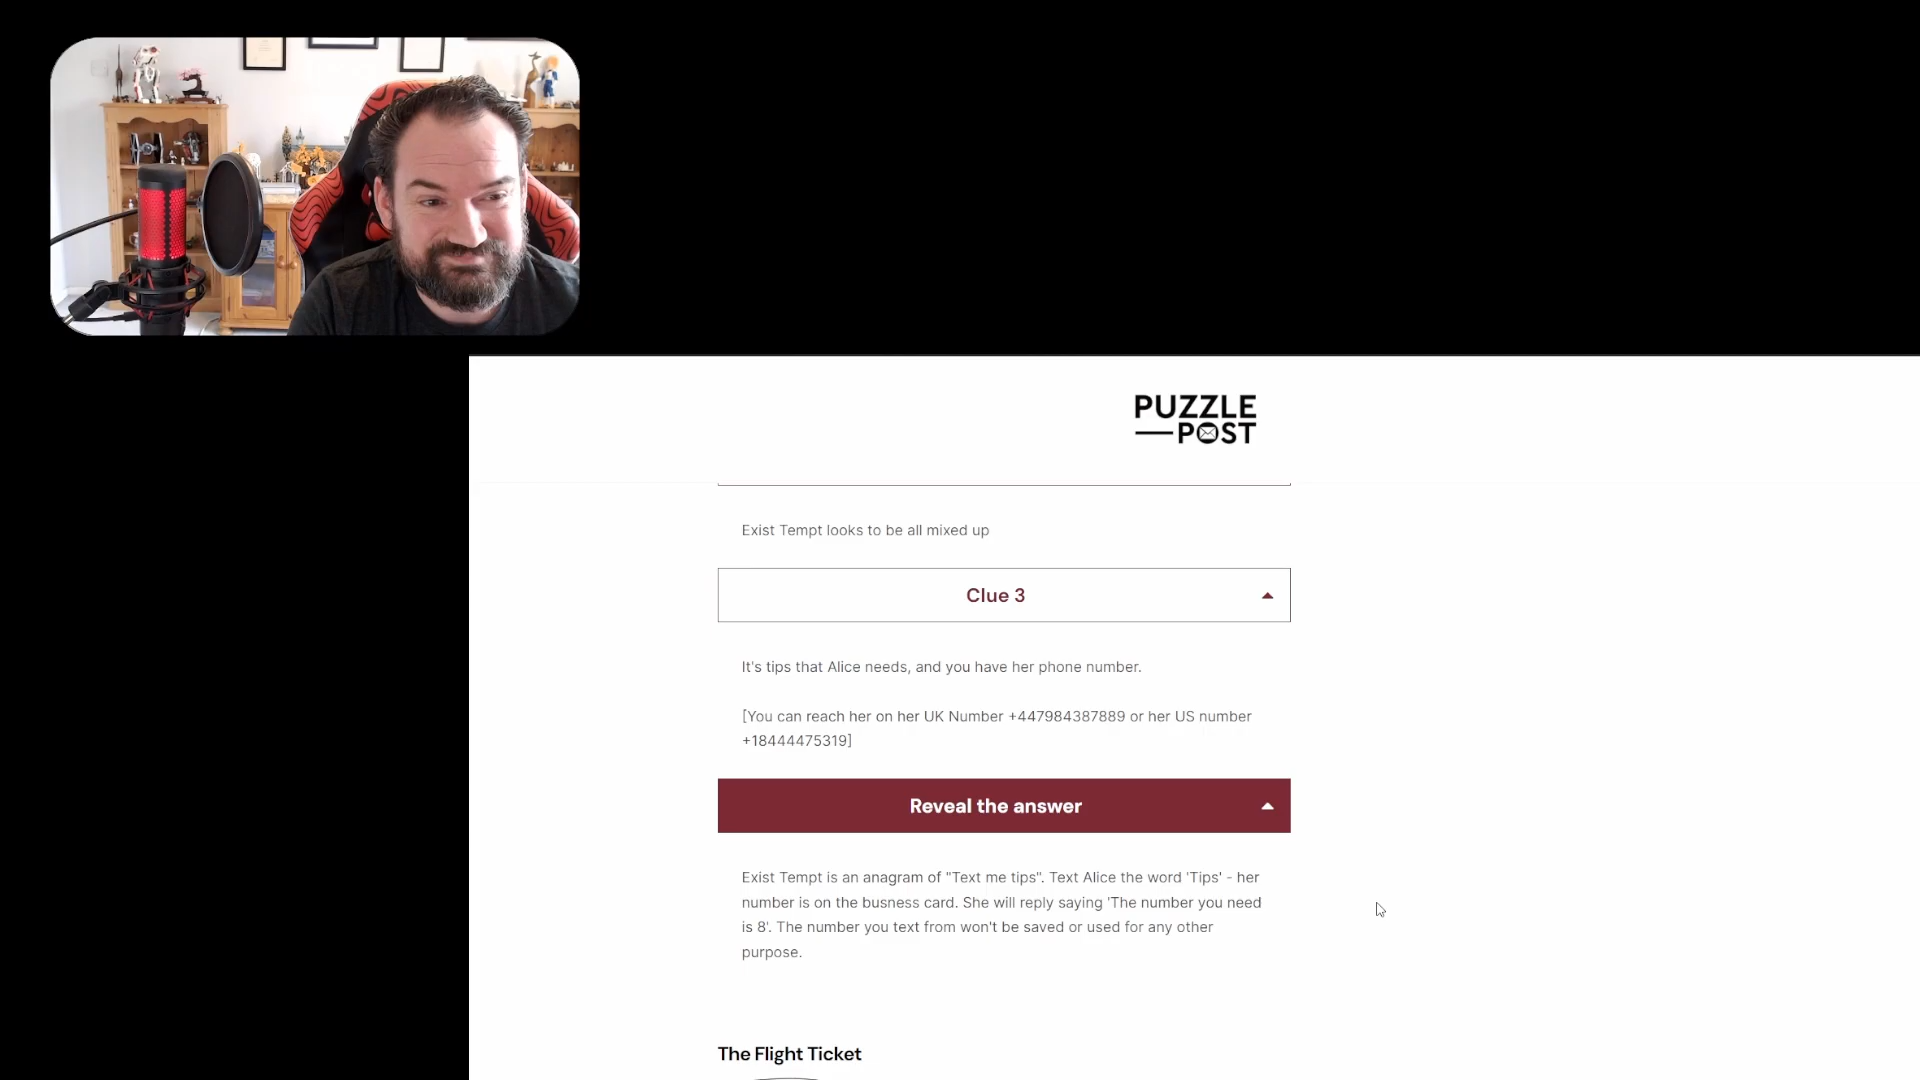 PUZZLE
POST
Exist Tempt looks to be all mixed up
Clue 3
It's tips that Alice needs, and you have her phone number.
[You can reach her on her UK Number +447984387889 or her US number
+18444475319]
Reveal the answer
Exist Tempt is an anagram of "Text me tips". Text Alice the word 'Tips' - her
number is on the busness card. She will reply saying 'The number you need
is 8'. The number you text from won't be saved or used for any other
purpose.
The Flight Ticket